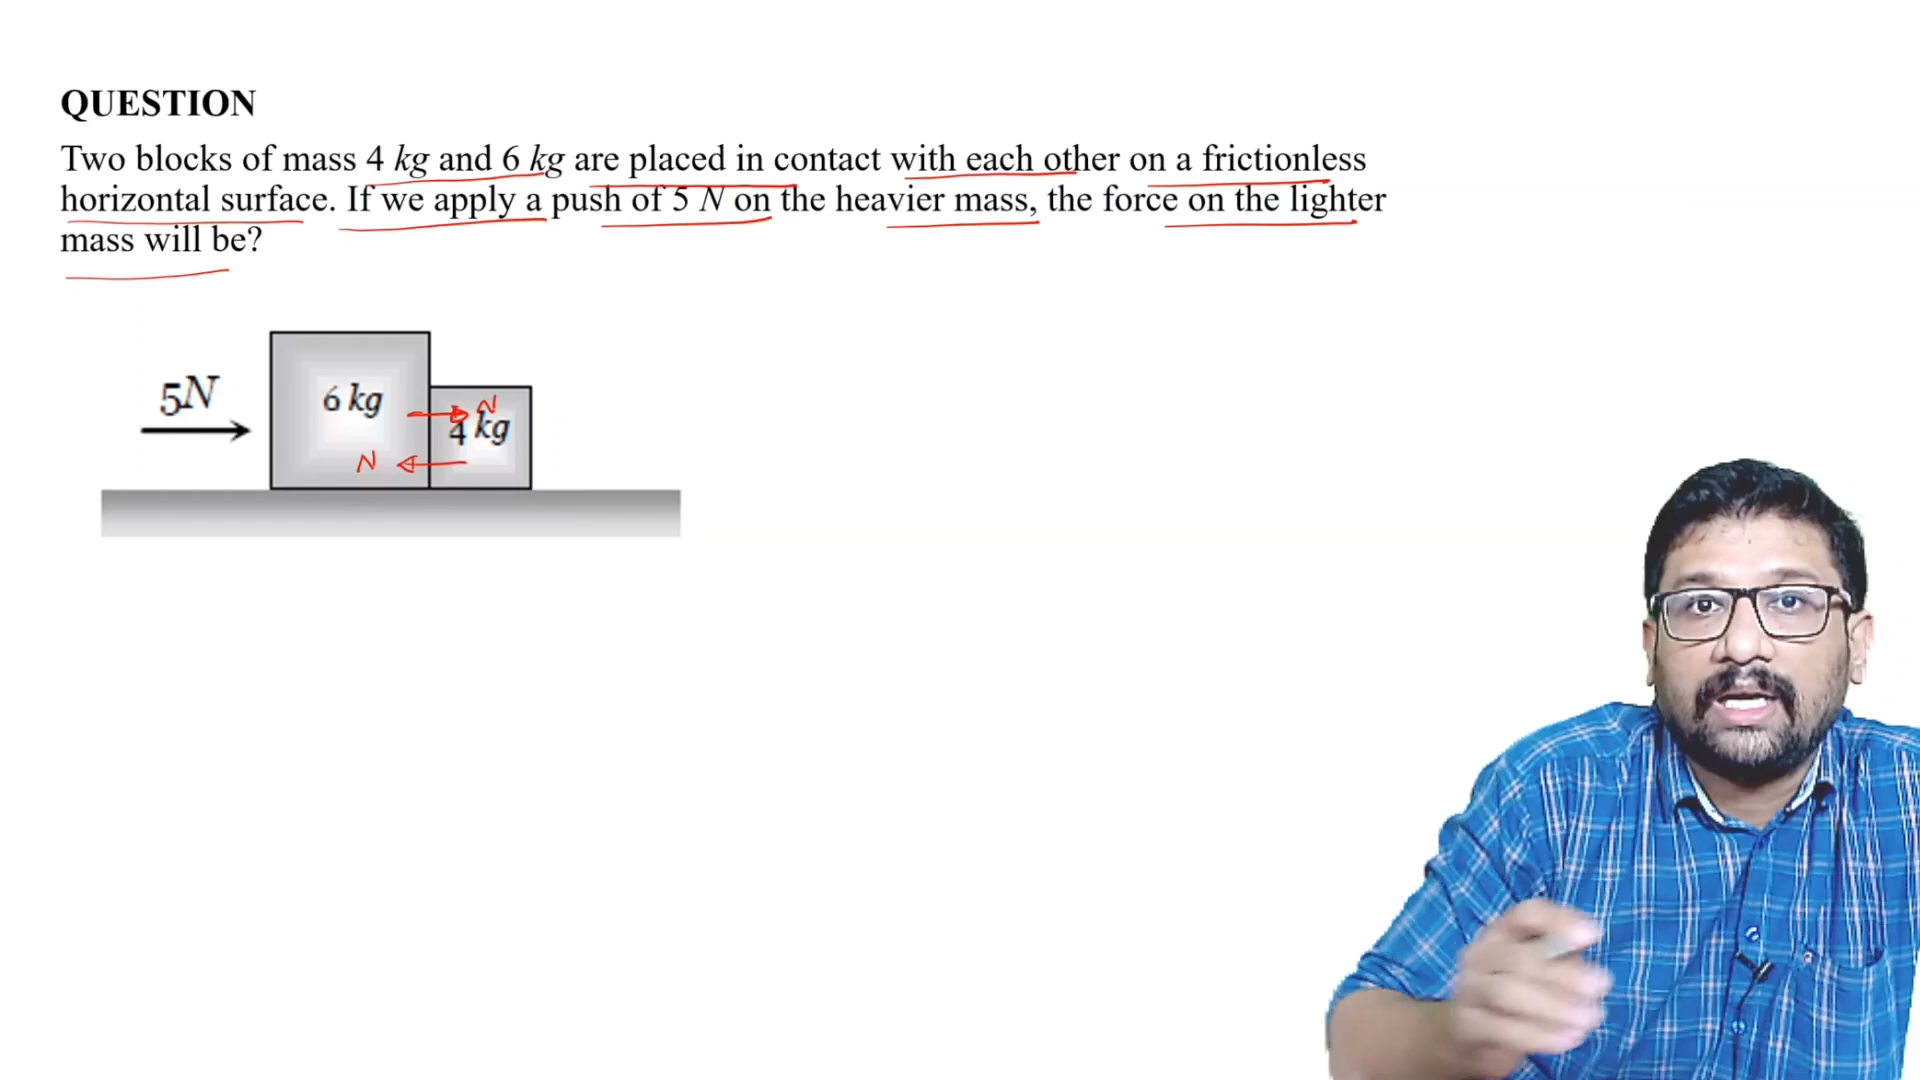 QUESTION
Two blocks of mass 4 kg and 6 kg are placed in contact with each other on a frictionless
horizontal surface. If we apply a push of 5 N on the heavier mass, the force on the lighter
mass will be?
5N
6 kg
N
4 kg
N